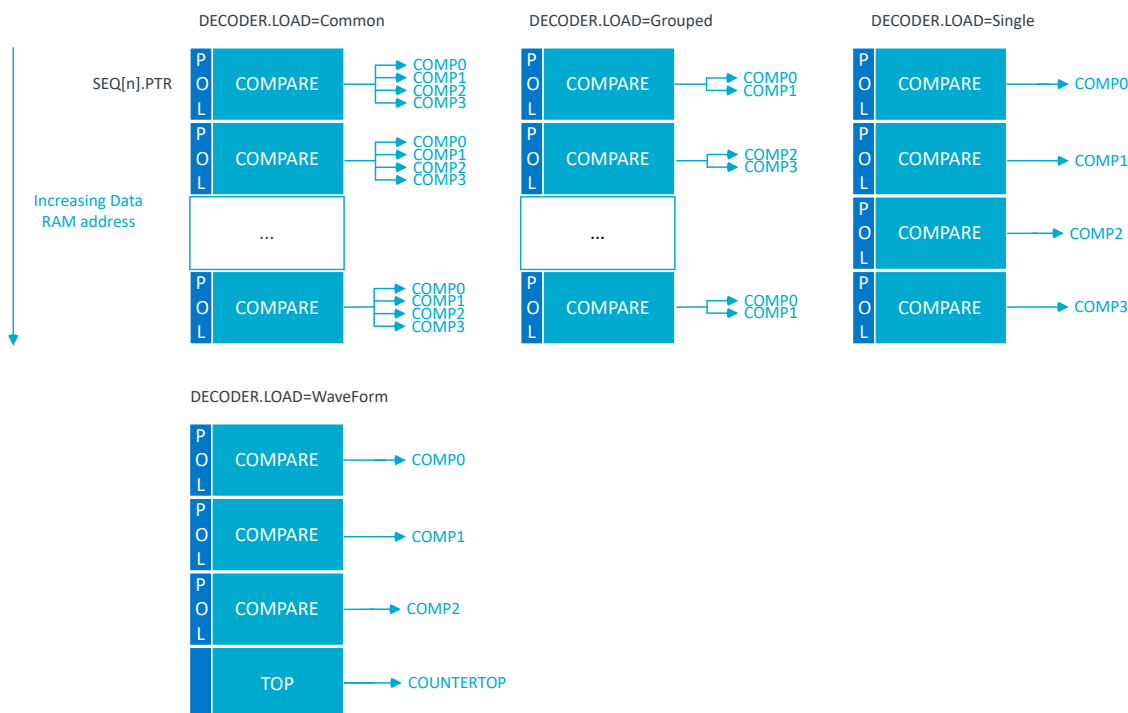 DECODER.LOAD=Common
SEQ[n].PTR
Increasing Data
RAM address
P
O
L
COMPARE
COMP0
COMP1
COMP2
COMP3
P
O
L
COMPARE
COMP0
COMP1
COMP2
COMP3
...
P
O
L
COMPARE
COMP0
COMP1
COMP2
COMP3
DECODER.LOAD=Grouped
P
O
L
COMPARE
COMP0
COMP1
P
O
L
COMPARE
COMP2
COMP3
...
P
O
L
COMPARE
COMP0
COMP1
DECODER.LOAD=Single
P
O
L
COMPARE
COMP0
P
O
L
COMPARE
COMP1
P
O
L
COMPARE
COMP2
P
O
L
COMPARE
COMP3
DECODER.LOAD=WaveForm
P
O
L
COMPARE
COMP0
P
O
L
COMPARE
COMP1
P
O
L
COMPARE
COMP2
TOP
COUNTERTOP